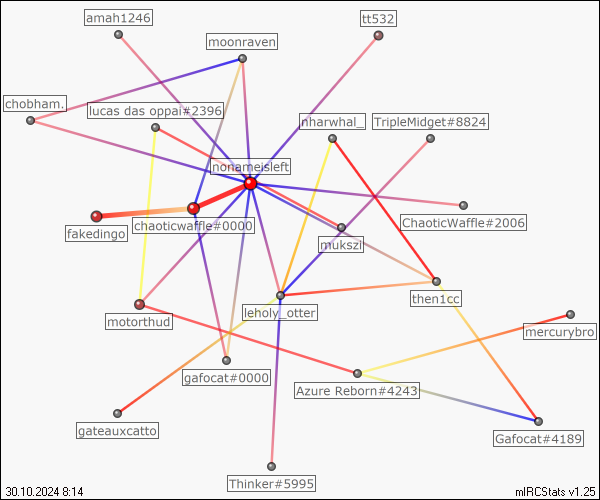 amah1246
tt532
moonraven
chobham.
lucas das oppai#2396
nharwhal_
TripleMidget#8824
nonameisleft
fakedingo
chaoticwaffle#0000
ChaoticWaffle#2006
mukszi
then1cc
leholy_otter
motorthud
mercurybro
gafocat#0000
Azure Reborn#4243
gateauxcatto
Gafocat#4189
Thinker#5995
30.10.2024 8:14
mIRCStats v1.25